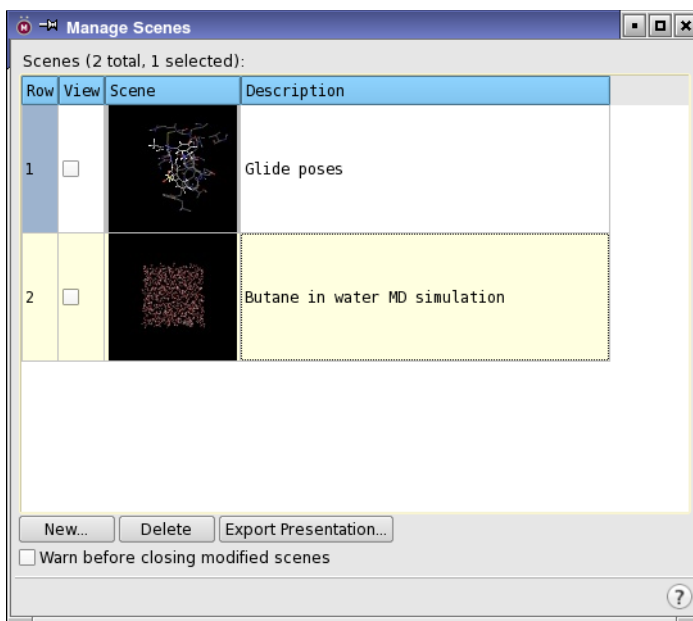 Manage Scenes
Scenes (2 total, 1 selected):
Row View Scene Description
1 Glide poses
2 Butane in water MD simulation
New... Delete Export Presentation...
Warn before closing modified scenes
?